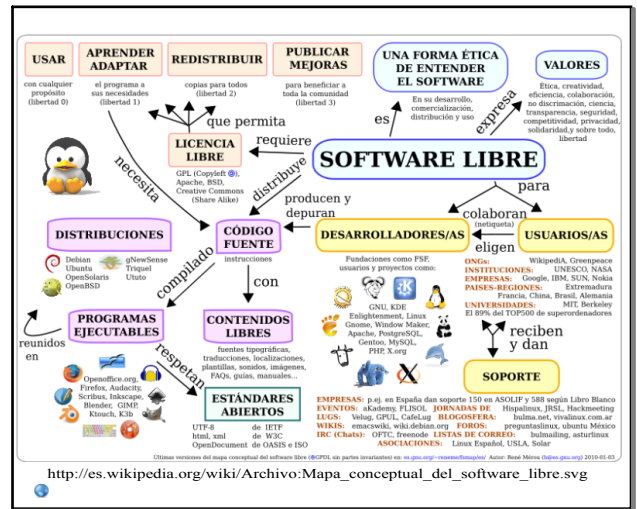 USAR
con cualquier
propósito
(libertad 0)
APRENDER
ADAPTAR
el programa a
sus necesidades
(libertad 1)
REDISTRIBUIR
copias para todos
(libertad 2)
PUBLICAR
MEJORAS
para beneficiar a
toda la comunidad
(libertad 3)
UNA FORMA ÉTICA
DE ENTENDER
EL SOFTWARE
En su desarrollo,
comercialización,
distribución y uso
VALORES
Ética, creatividad,
eficiencia, colaboración,
no discrimación, ciencia,
transparencia, seguridad,
competitividad, privacidad,
solidaridad,y sobre todo,
libertad
que permita
es
expresa
LICENCIA
LIBRE
GPL (Copyleft @),
Apache, BSD,
Creative Commons
(Share Alike)
requiere
SOFTWARE LIBRE
necesita
distribuye
para
producen y
depuran
colaboran
(netiqueta)
eligen
DISTRIBUCIONES
Debian
Ubuntu
OpenSolaris
OpenBSD
gNewSense
Triquel
Ututo
CÓDIGO
FUENTE
instrucciones
DESARROLLADORES/AS
Fundaciones como FSF,
usuarios y proyectos como:
GNU, KDE
Enlightenment, Linux
Gnome, Window Maker,
Apache, PostgreSQL,
Gentoo, MySQL,
PHP, X.org
USUARIOS/AS
ONGs: WikipediA, Greenpeace
INSTITUCIONES: UNESCO, NASA
EMPRESAS: Google, IBM, SUN, Nokia
PAISES-REGIONES: Extremadura
Francia, China, Brasil, Alemania
UNIVERSIDADES: MIT, Berkeley
El 89% del TOP500 de superordenadores
compilado
con
reunidos
en
PROGRAMAS
EJECUTABLES
Openoffice.org,
Firefox, Audacity,
Scribus, Inkscape,
Blender, GIMP,
Ktouch, K3b
respetan
CONTENIDOS
LIBRES
fuentes tipográficas,
traducciones, localizaciones,
plantillas, sonidos, imágenes,
FAQs, guías, manuales...
ESTÁNDARES
ABIERTOS
UTF-8 de IETF
html, xml de W3C
OpenDocument de OASIS e ISO
reciben
y dan
SOPORTE
EMPRESAS: p.ej. en España dan soporte 150 en ASOLIF y 588 según Libro Blanco
EVENTOS: aKademy, FLISOL JORNADAS DE Hispalinux, JRSL, Hackmeeting
LUGS: Velug, GPUL, CafeLug BLOGOSFERA: bulma.net, vivalinux.com.ar
WIKIS: emacswiki, wiki.debian.org FOROS: preguntaslinux, ubuntu México
IRC (Chats): OFTC, freenode LISTAS DE CORREO: bulmailing, asturlinux
ASOCIACIONES: Linux Español, USLA, Solar
http://es.wikipedia.org/wiki/Archivo:Mapa_conceptual_del_software_libre.svg